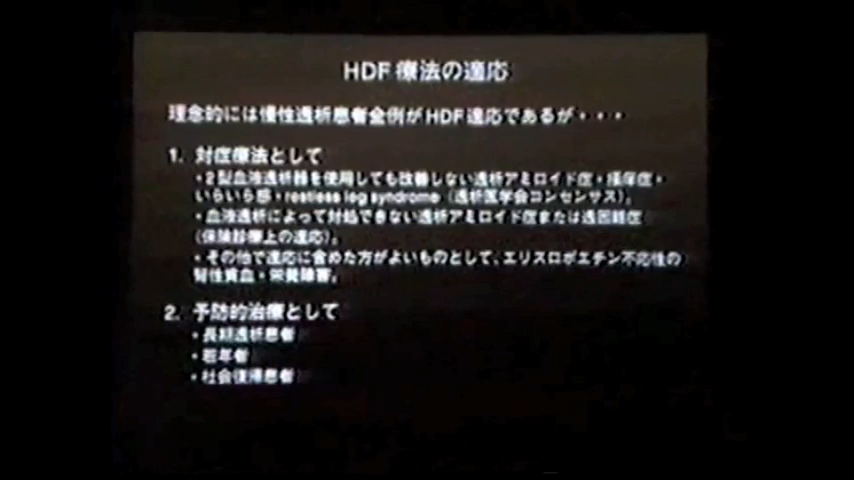 HDF療法の適応
理念的には慢性透析患者全例がHDF適応であるが・・・
1. 対症療法として
・2型血液透析器を使用しても改善しない透析アミロイド症・掻痒症・
いらいら感・restless leg syndrome（透析医学会コンセンサス）。
・血液透析によって対処できない透析アミロイド症または透困難症
（保険診療上の適応）。
・その他で適応に含めた方がよいものとして、エリスロポエチン不応性の
腎性貧血・栄養障害。
2. 予防的治療として
・長期透析患者
・若年者
・社会復帰患者